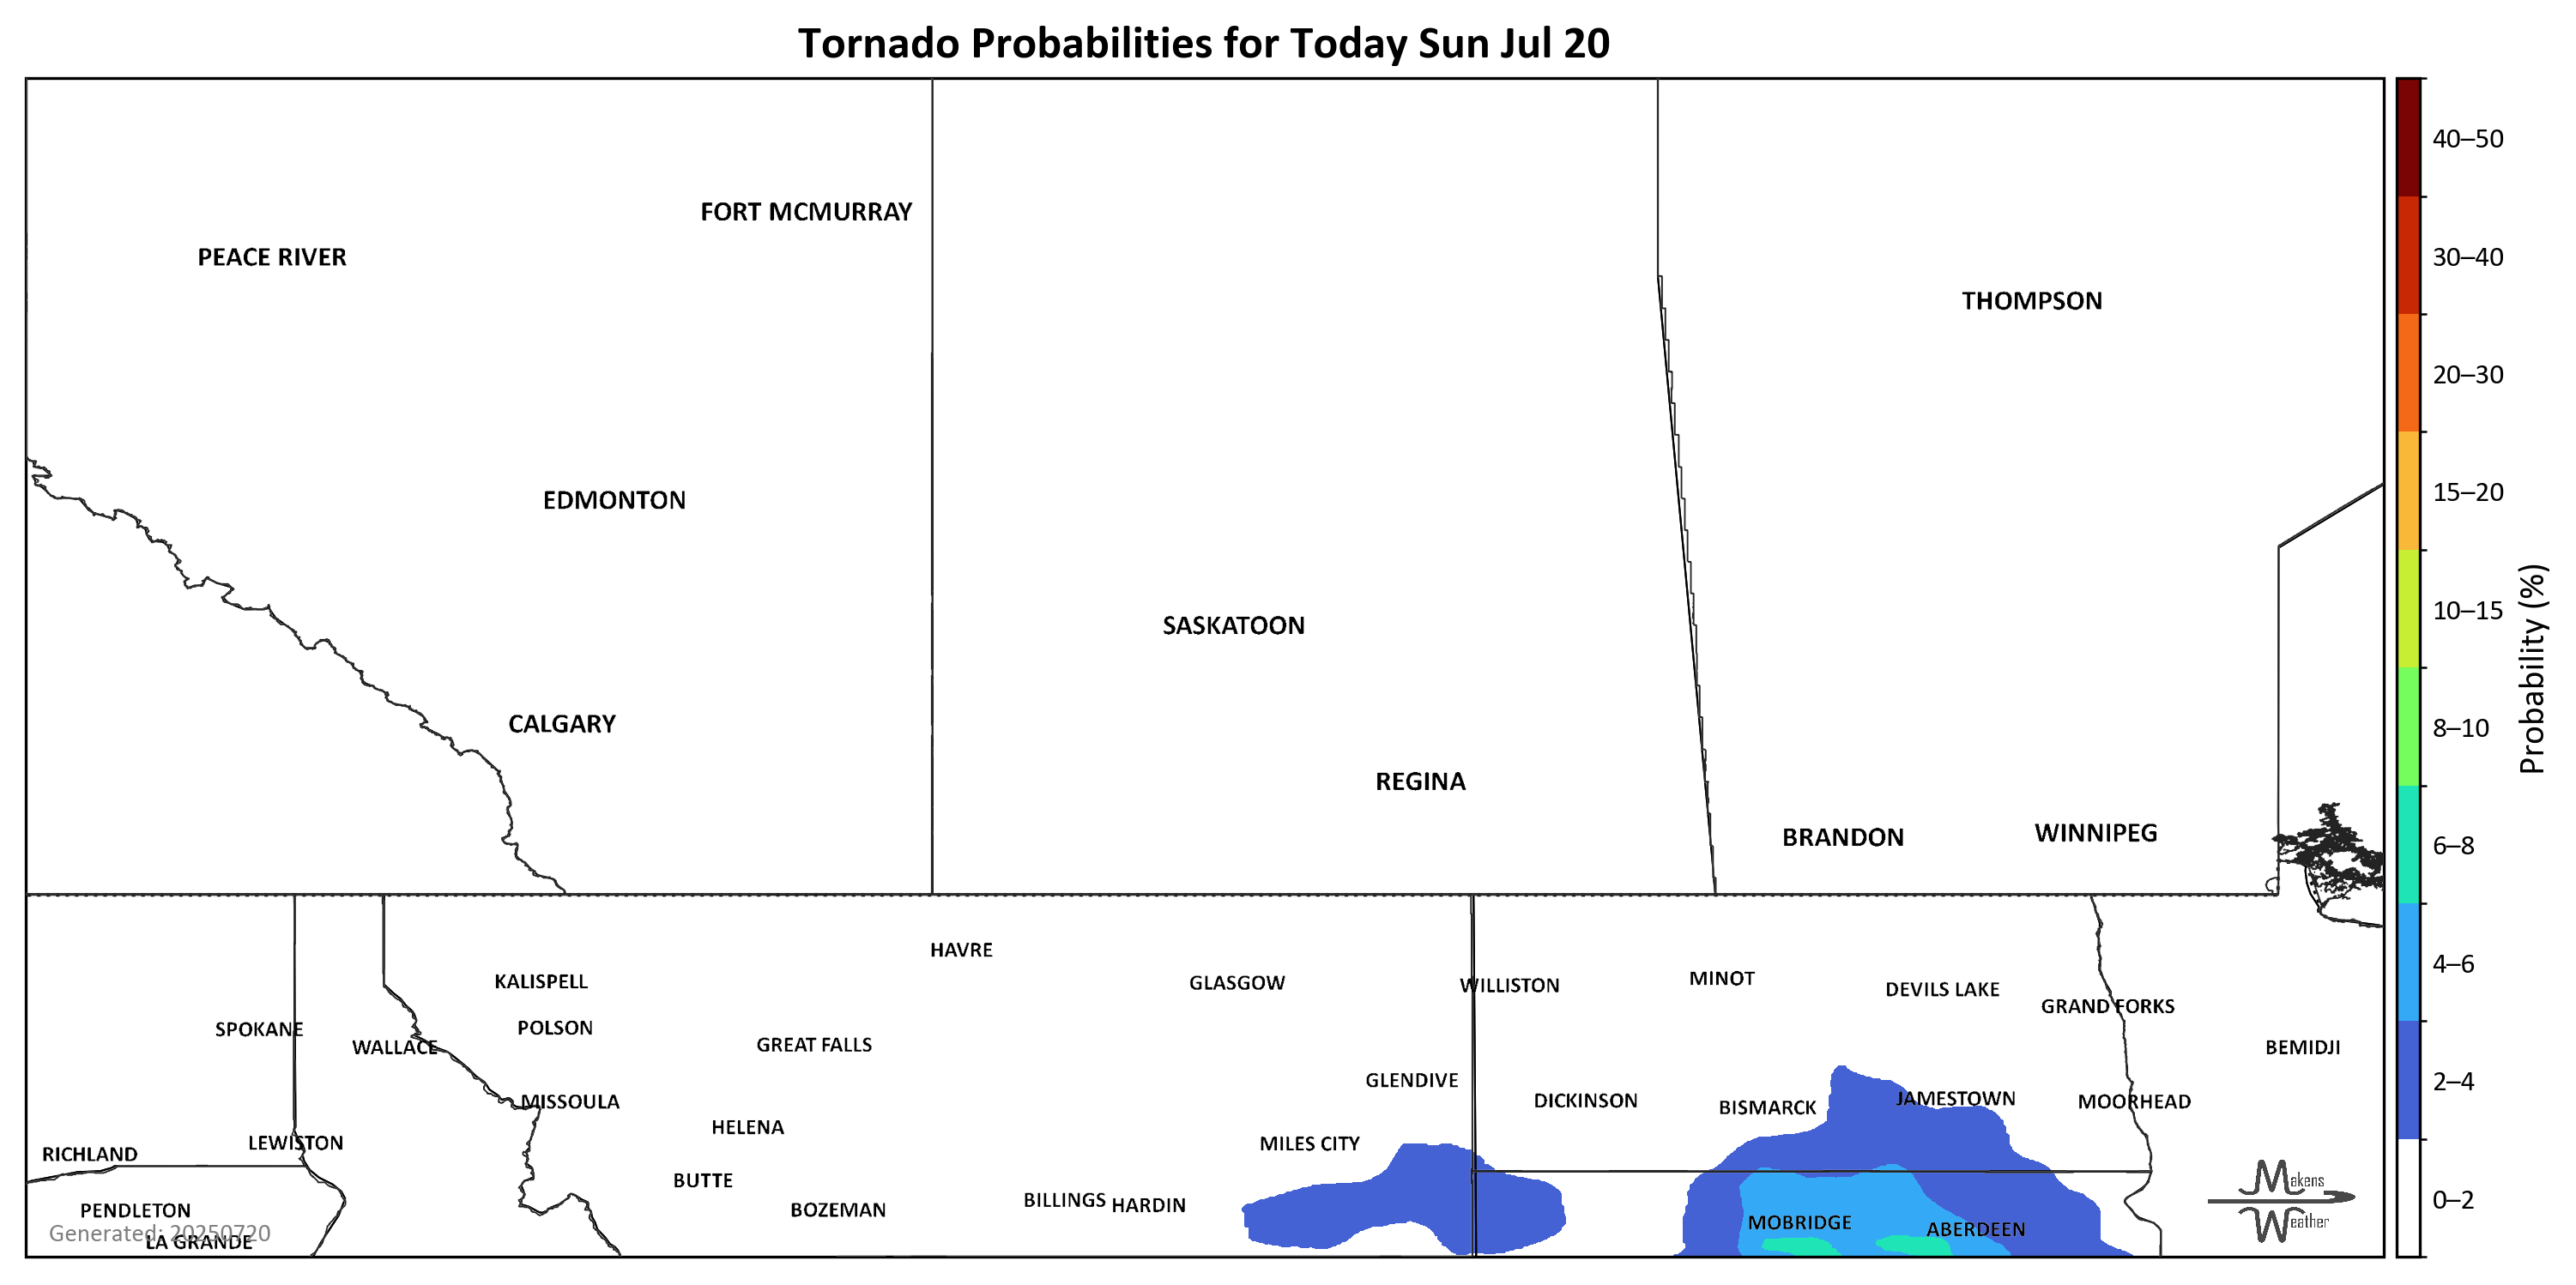 Tornado Probabilities for Today Sun Jul 20
FORT MCMURRAY
PEACE RIVER
THOMPSON
EDMONTON
SASKATOON
CALGARY
REGINA
BRANDON
WINNIPEG
HAVRE
KALISPELL
GLASGOW
WILLISTON
MINOT
DEVILS LAKE
GRAND FORKS
SPOKANE
POLSON
WALLACE
GREAT FALLS
BEMIDJI
GLENDIVE
MISSOULA
DICKINSON
BISMARCK
JAMESTOWN
MOORHEAD
HELENA
LEWISTON
MILES CITY
RICHLAND
BUTTE
BILLINGS
HARDIN
BOZEMAN
PENDLETON
MOBRIDGE
ABERDEEN
Generated: 20250720
LA GRANDE
Makens
Weather
40–50
30–40
20–30
15–20
10–15
8–10
6–8
4–6
2–4
0–2
Probability (%)